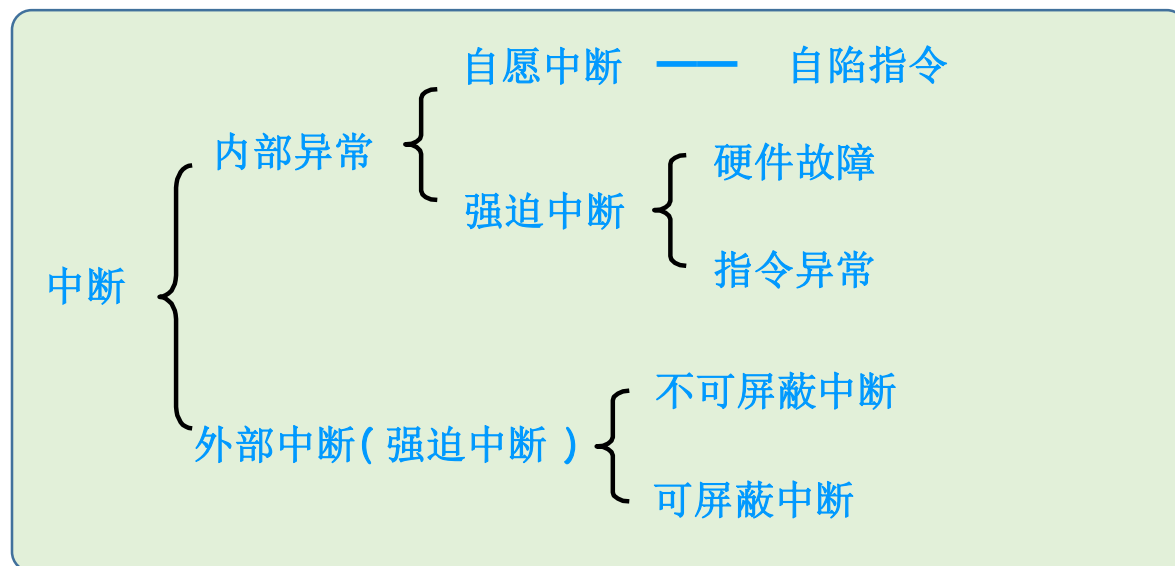 自愿中断 —— 自陷指令
内部异常
硬件故障
强迫中断
指令异常
中断
不可屏蔽中断
外部中断(强迫中断)
可屏蔽中断